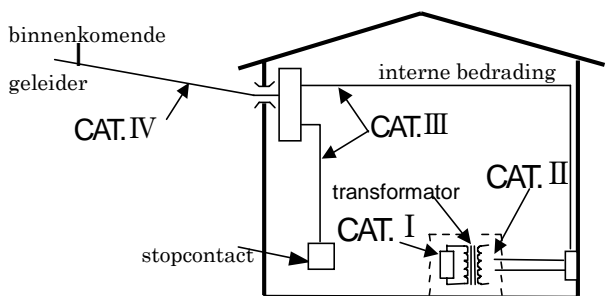 binnenkomende
geleider
CAT. IV
interne bedrading
CAT. III
transformator
CAT. II
CAT. I
stopcontact